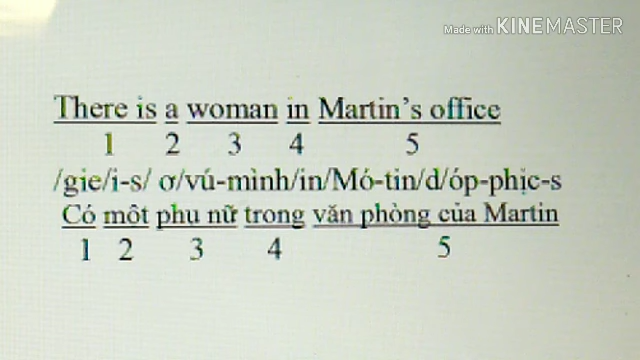 Made with KINEMASTER
There is a woman in Martin's office
1 2 3 4 5
/gie/i-s/ ơ/vú-mình/in/Mó-tin/d/óp-phịc-s
Có một phụ nữ trong văn phòng của Martin
1 2 3 4 5